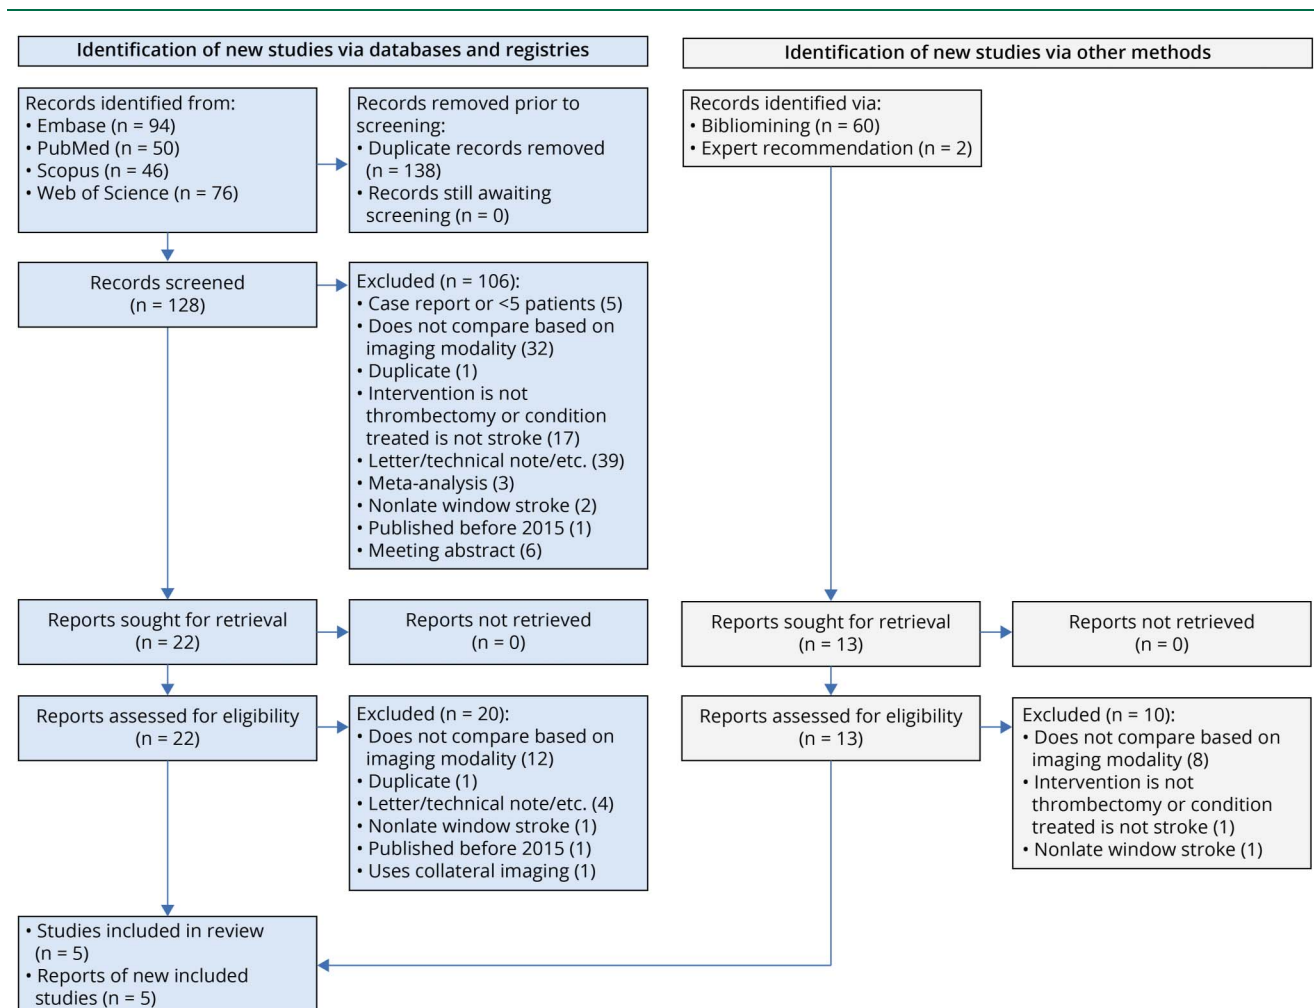 Identification of new studies via databases and registries
Identification of new studies via other methods
Records identified from:
• Embase (n = 94)
• PubMed (n = 50)
• Scopus (n = 46)
• Web of Science (n = 76)
Records removed prior to
screening:
• Duplicate records removed
(n = 138)
• Records still awaiting
screening (n = 0)
Records identified via:
• Bibliomining (n = 60)
• Expert recommendation (n = 2)
Records screened
(n = 128)
Excluded (n = 106):
• Case report or <5 patients (5)
• Does not compare based on
imaging modality (32)
• Duplicate (1)
• Intervention is not
thrombectomy or condition
treated is not stroke (17)
• Letter/technical note/etc. (39)
• Meta-analysis (3)
• Nonlate window stroke (2)
• Published before 2015 (1)
• Meeting abstract (6)
Reports sought for retrieval
(n = 22)
Reports not retrieved
(n = 0)
Reports sought for retrieval
(n = 13)
Reports not retrieved
(n = 0)
Reports assessed for eligibility
(n = 22)
Excluded (n = 20):
• Does not compare based on
imaging modality (12)
• Duplicate (1)
• Letter/technical note/etc. (4)
• Nonlate window stroke (1)
• Published before 2015 (1)
• Uses collateral imaging (1)
Reports assessed for eligibility
(n = 13)
Excluded (n = 10):
• Does not compare based on
imaging modality (8)
• Intervention is not
thrombectomy or condition
treated is not stroke (1)
• Nonlate window stroke (1)
• Studies included in review
(n = 5)
• Reports of new included
studies (n = 5)